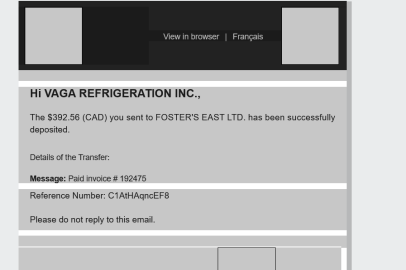 View in browser | Français
Hi VAGA REFRIGERATION INC.,
The $392.56 (CAD) you sent to FOSTER'S EAST LTD. has been successfully
deposited.
Details of the Transfer:
Message: Paid invoice # 192475
Reference Number: C1AtHAqncEF8
Please do not reply to this email.